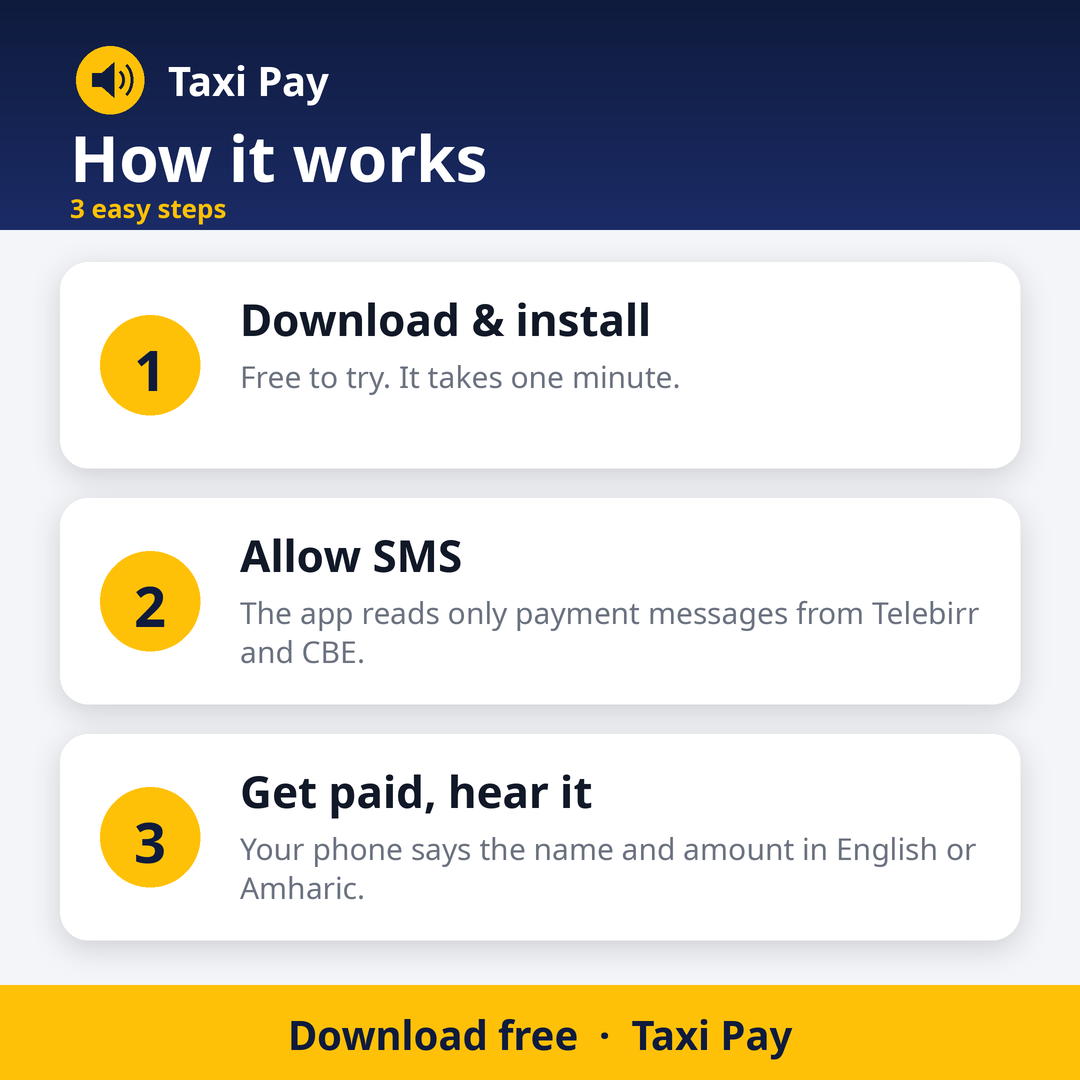 Taxi Pay
How it works
3 easy steps
1
Download & install
Free to try. It takes one minute.
2
Allow SMS
The app reads only payment messages from Telebirr
and CBE.
3
Get paid, hear it
Your phone says the name and amount in English or
Amharic.
Download free · Taxi Pay